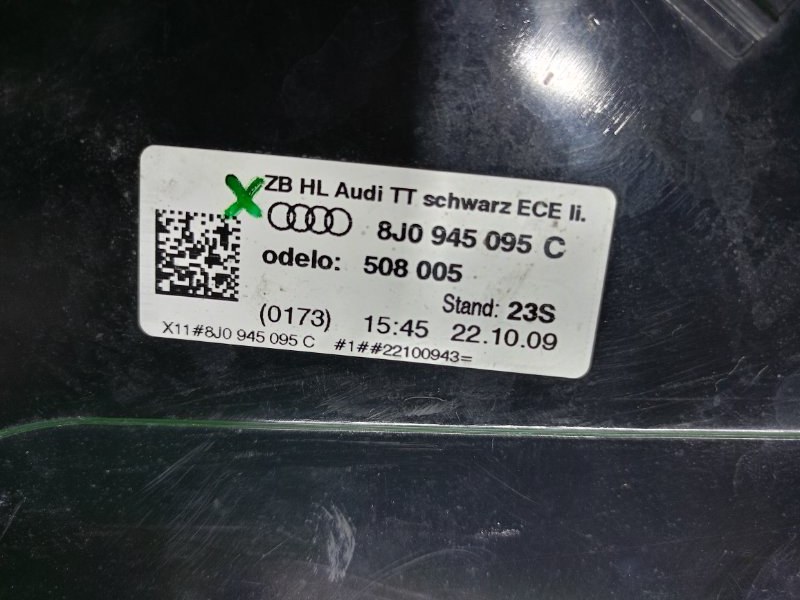 ZB HL Audi TT schwarz ECE li.
8J0 945 095 C
odelo: 508 005
Stand: 23S
(0173) 15:45 22.10.09
X11#8J0 945 095 C #1##22100943=